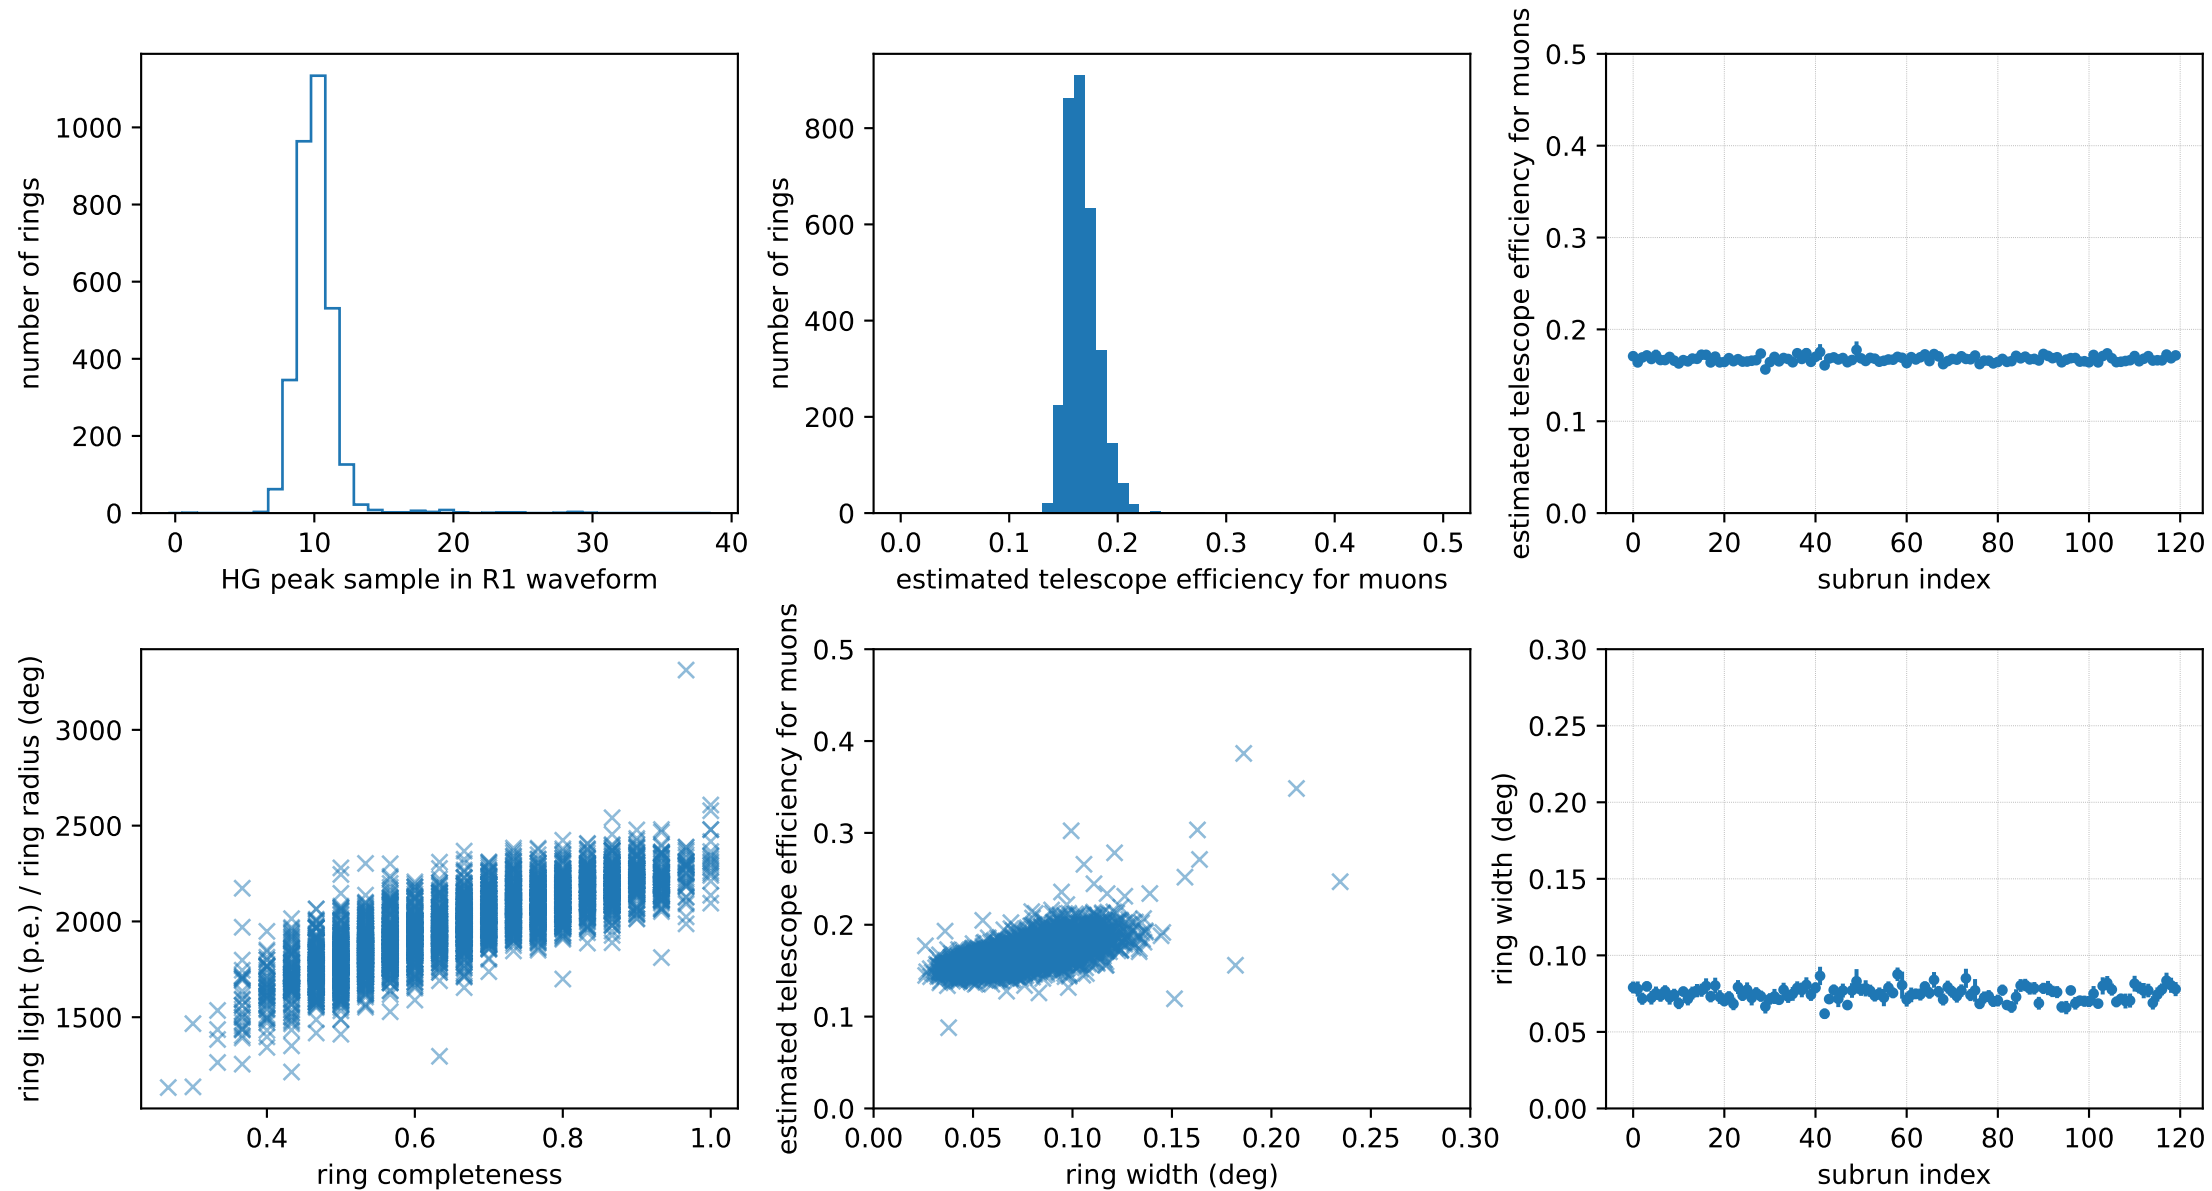 number of rings
1000
800
600
400
200
0
0 10 20 30 40
HG peak sample in R1 waveform
number of rings
800
600
400
200
0
0.0 0.1 0.2 0.3 0.4 0.5
estimated telescope efficiency for muons
estimated telescope efficiency for muons
0.5
0.4
0.3
0.2
0.1
0.0
0 20 40 60 80 100 120
subrun index
ring light (p.e.) / ring radius (deg)
3000
2500
2000
1500
0.4 0.6 0.8 1.0
ring completeness
estimated telescope efficiency for muons
0.5
0.4
0.3
0.2
0.1
0.0
0.00 0.05 0.10 0.15 0.20 0.25 0.30
ring width (deg)
ring width (deg)
0.30
0.25
0.20
0.15
0.10
0.05
0.00
0 20 40 60 80 100 120
subrun index